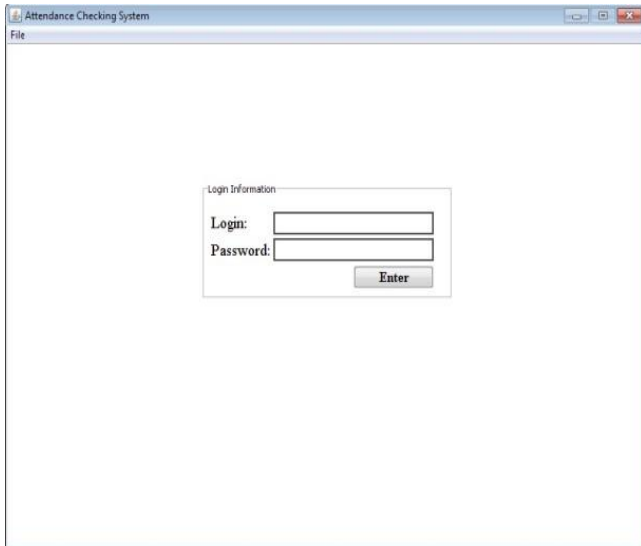 Attendance Checking System
File
Login Information
Login:
Password:
Enter